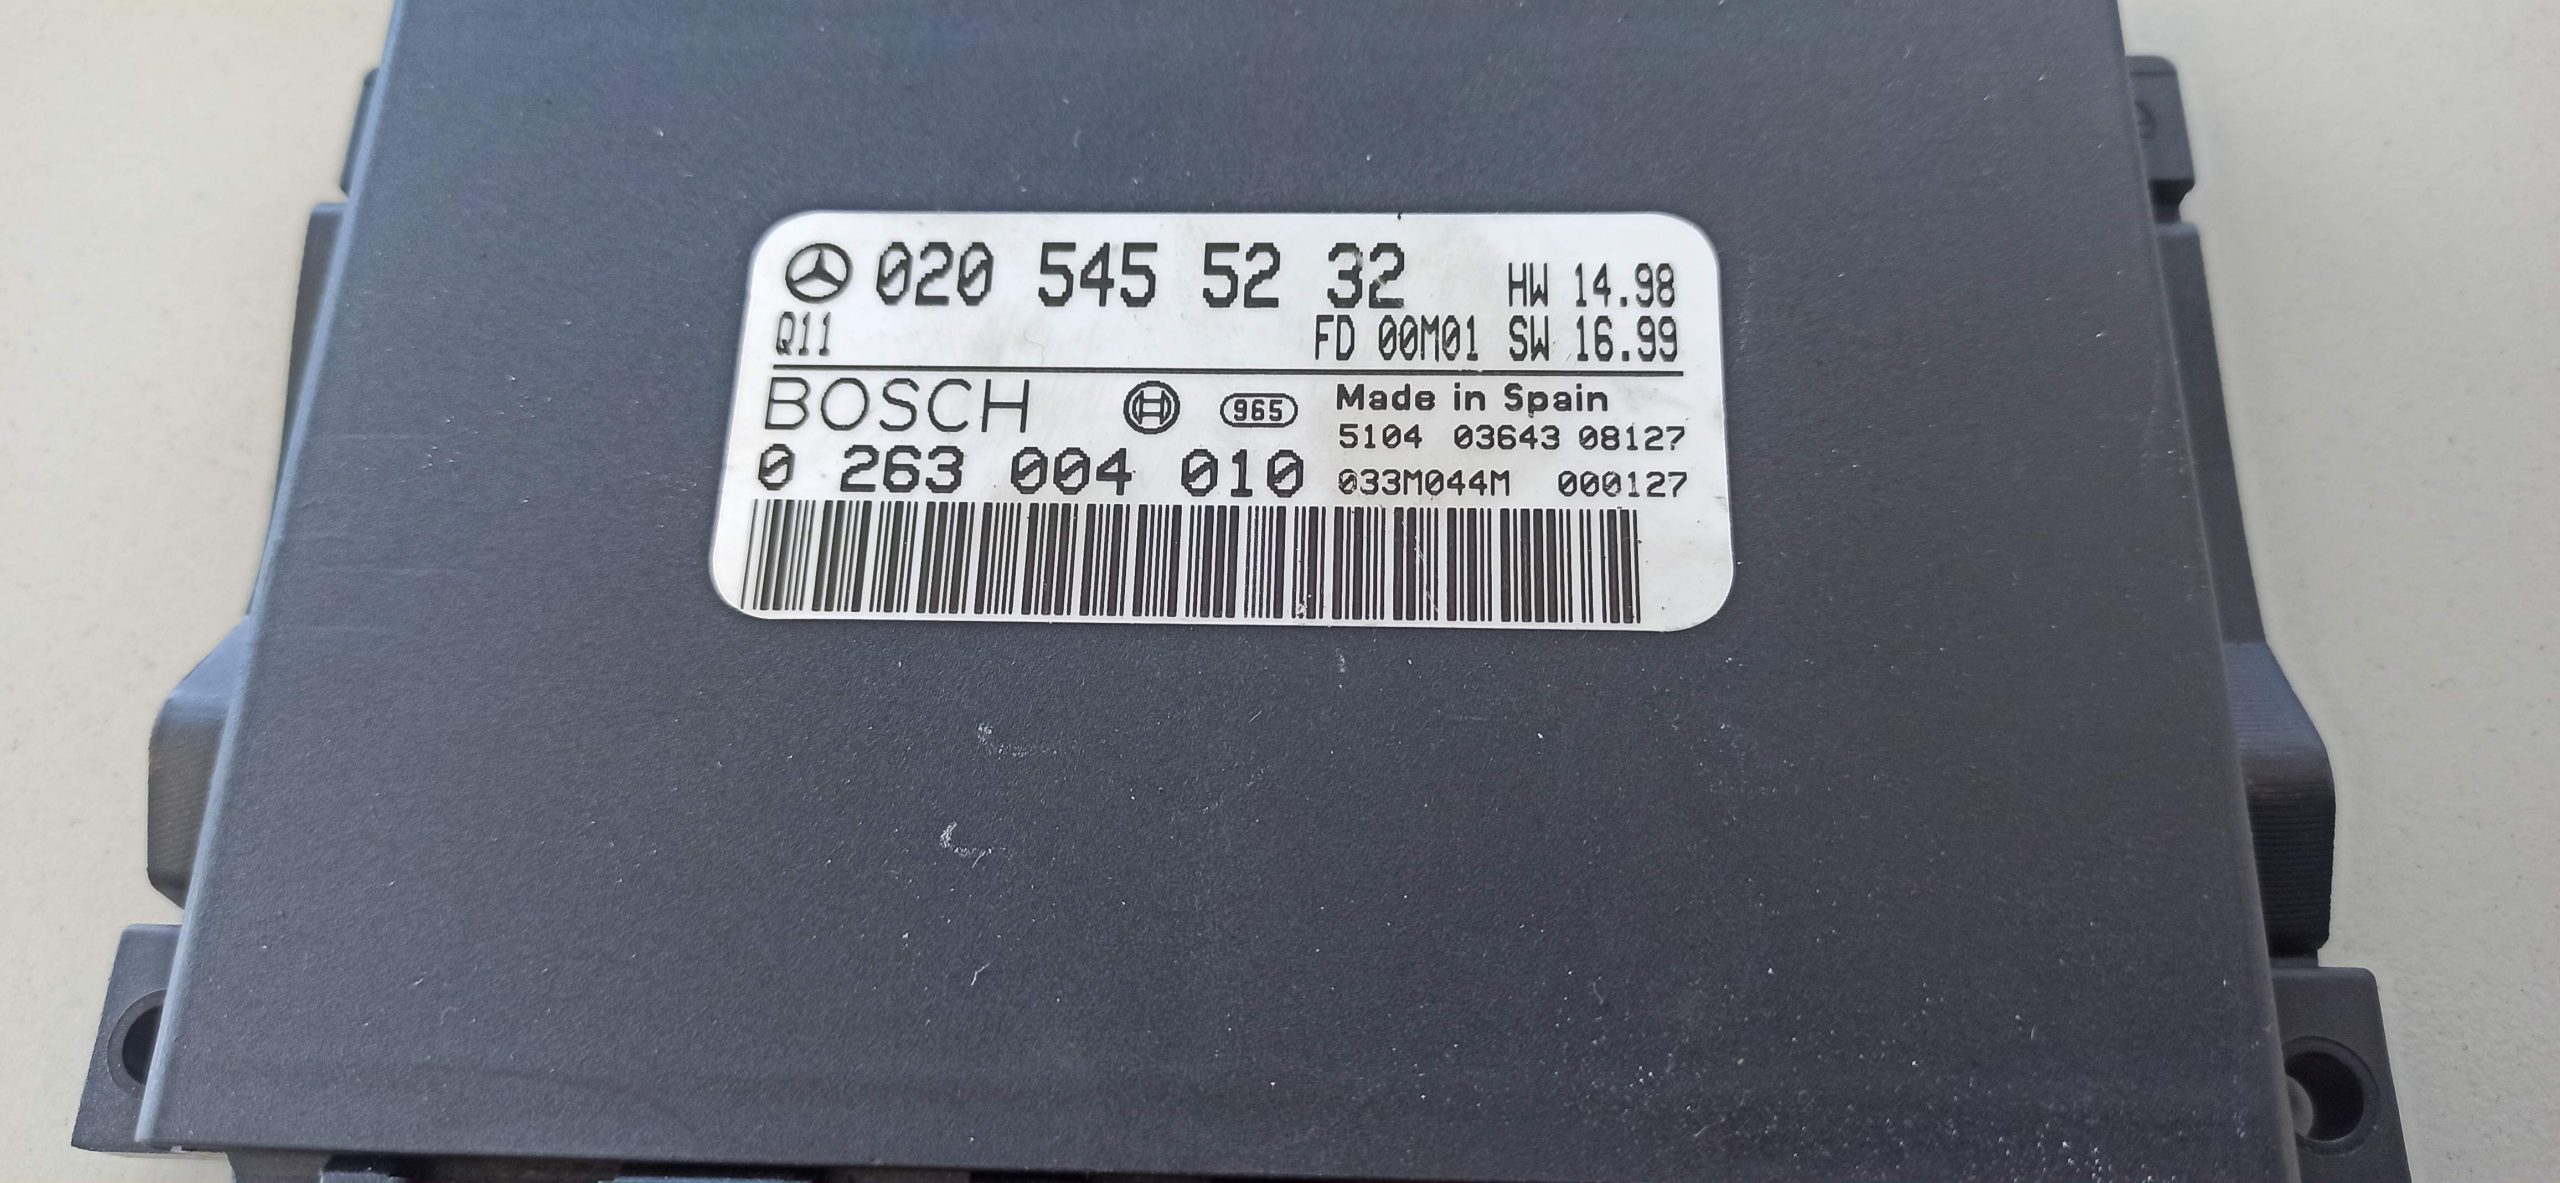 020 545 52 32 HW 14.98
Q11 FD 00M01 SW 16.99
BOSCH 965 Made in Spain
5104 03643 08127
0 263 004 010 033M044M 000127